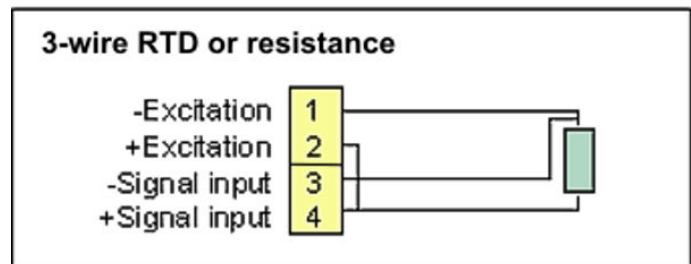 3-wire RTD or resistance
-Excitation 1
+Excitation 2
-Signal input 3
+Signal input 4